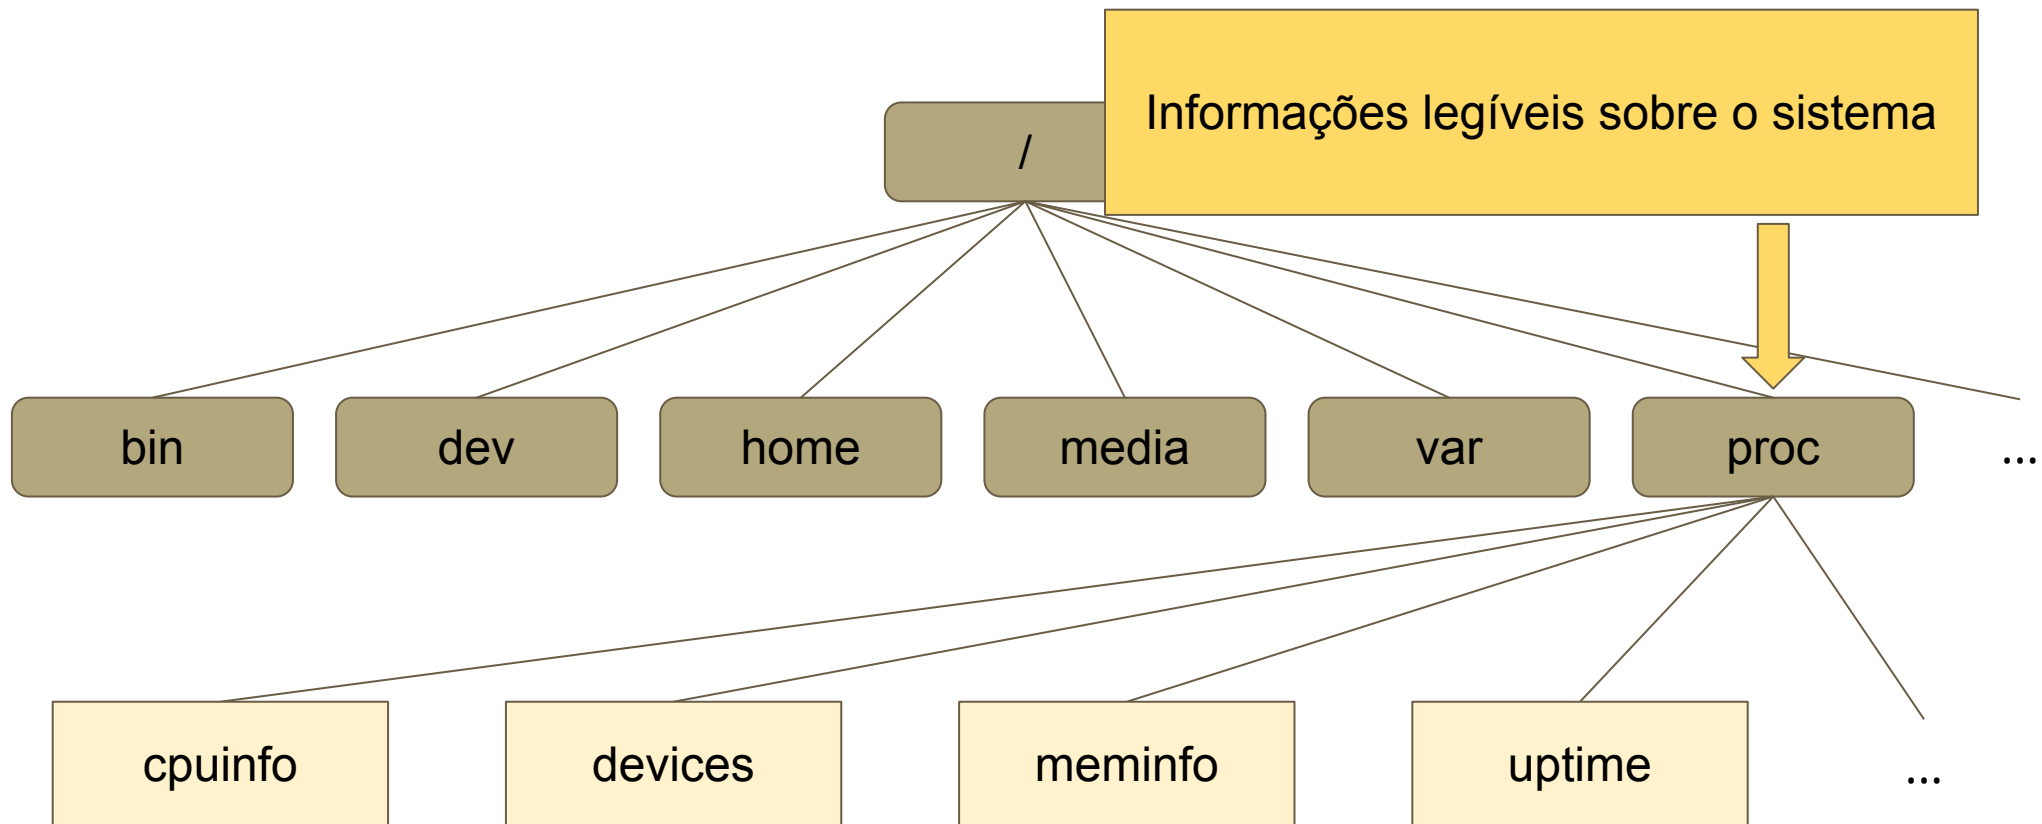 Informações legíveis sobre o sistema
/
bin
dev
home
media
var
proc
...
cpuinfo
devices
meminfo
uptime
...